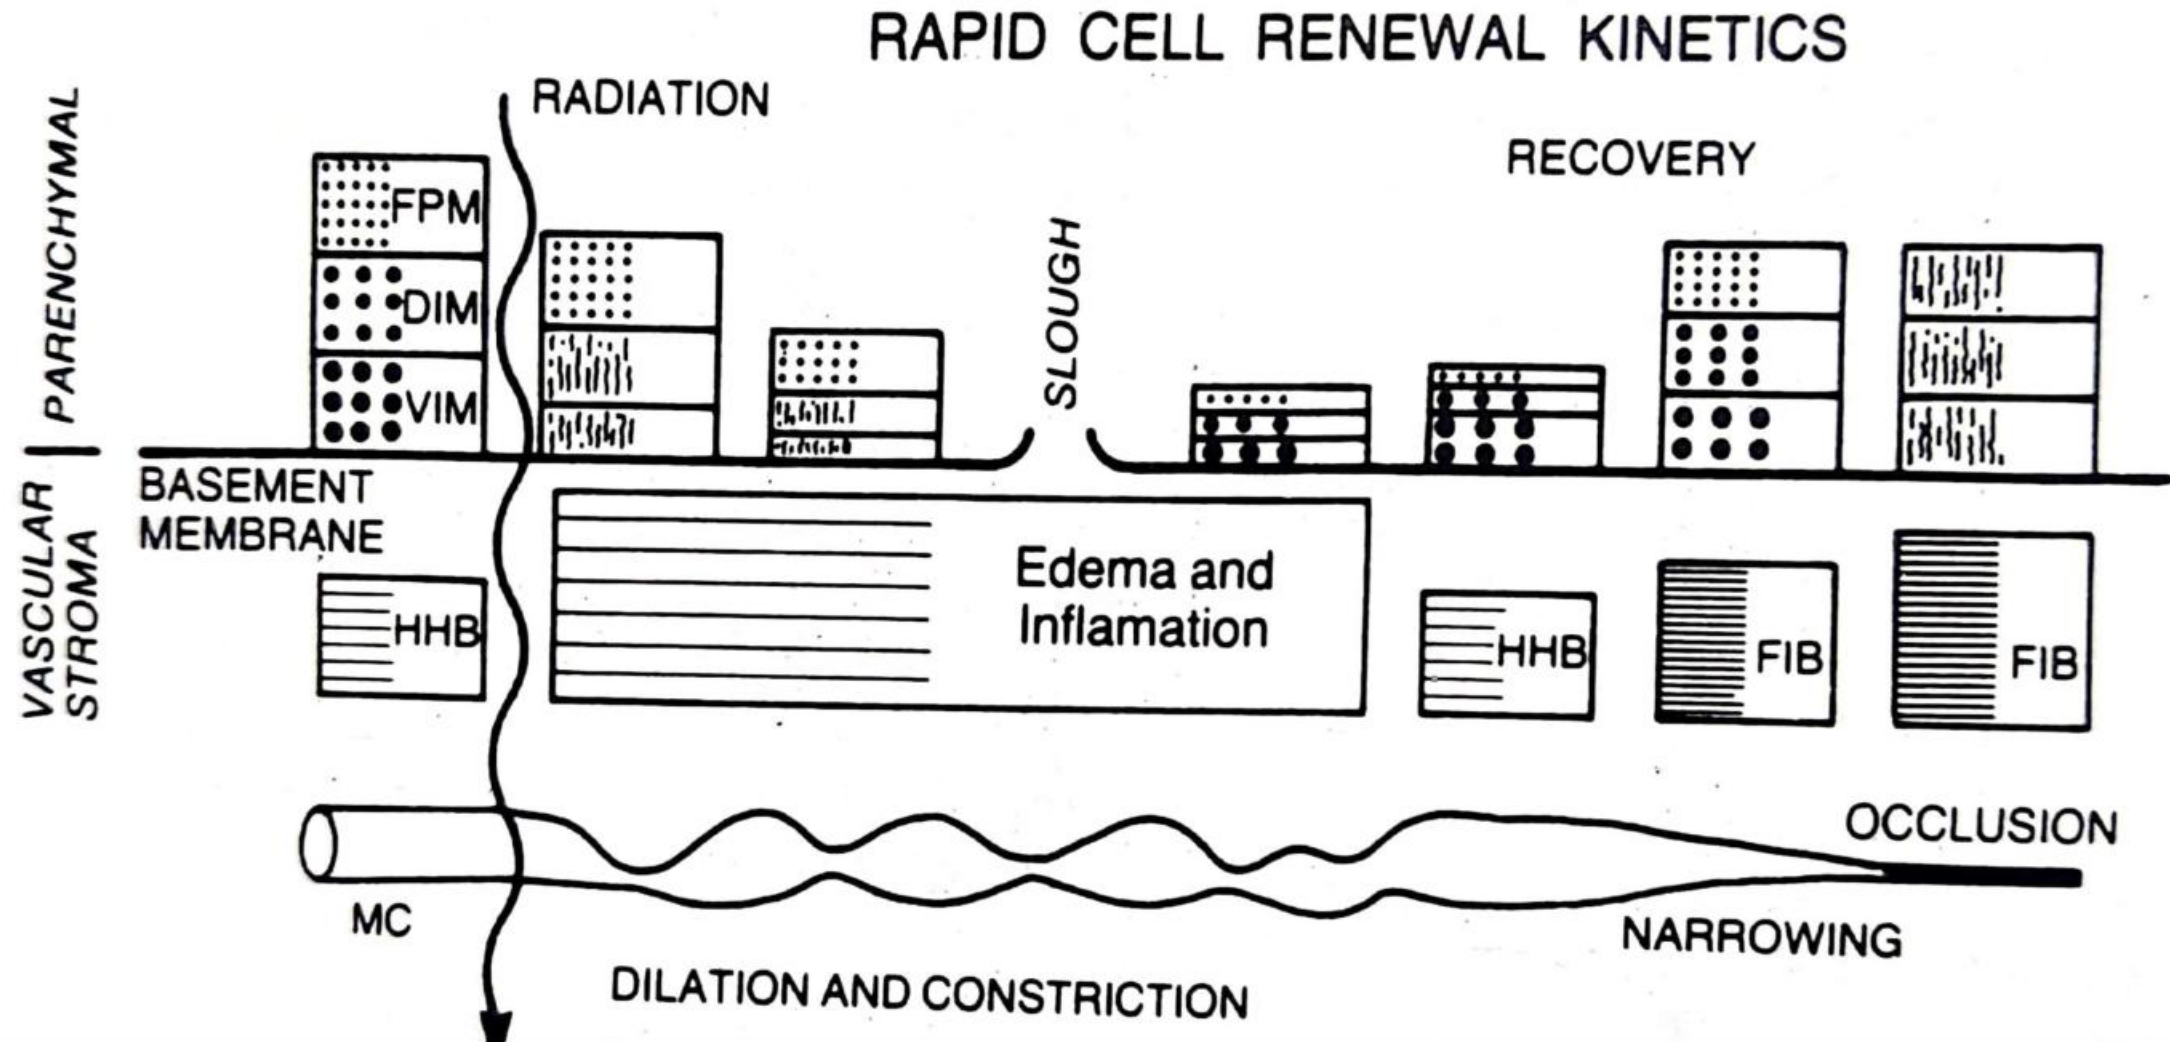 RAPID CELL RENEWAL KINETICS
RADIATION
RECOVERY
PARENCHYMAL
FPM
DIM
VIM
SLOUGH
BASEMENT
MEMBRANE
VASCULAR
STROMA
HHB
Edema and
Inflamation
HHB
FIB
FIB
OCCLUSION
MC
NARROWING
DILATION AND CONSTRICTION